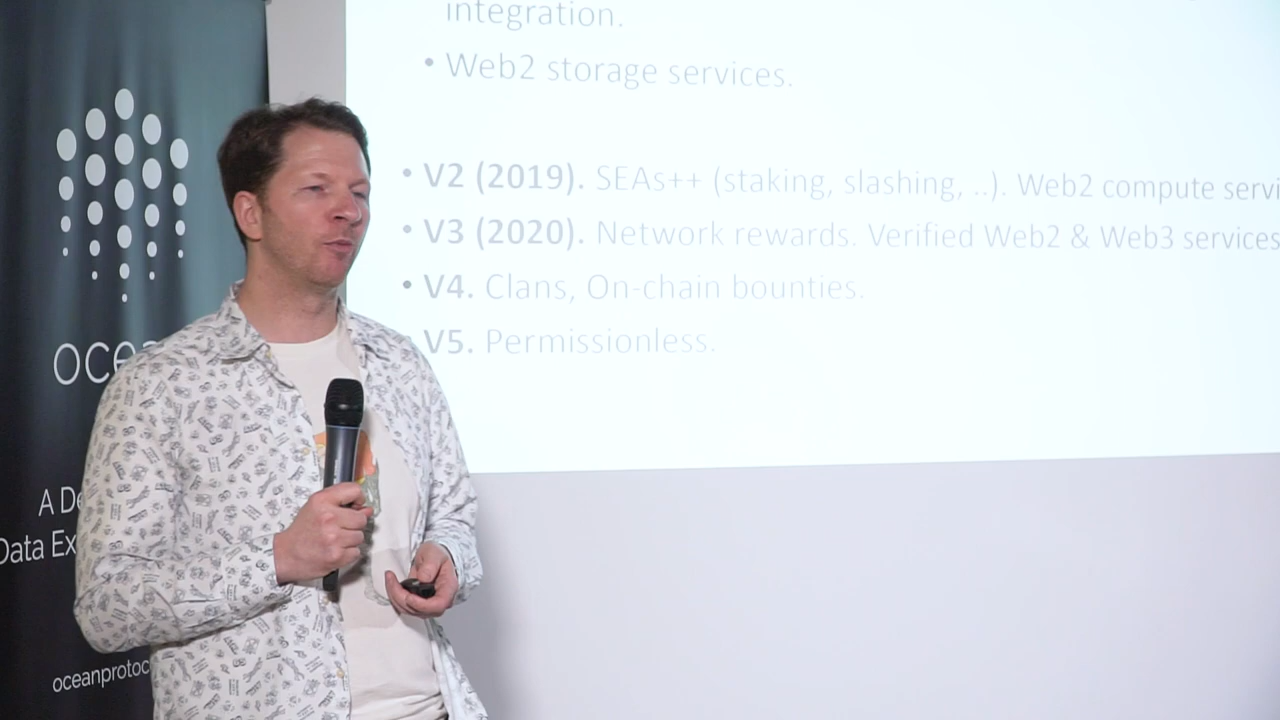 integration.
• Web2 storage services.
• V2 (2019). SEAs++ (staking, slashing, ..). Web2 compute servi
• V3 (2020). Network rewards. Verified Web2 & Web3 services
• V4. Clans, On-chain bounties.
V5. Permissionless.
ocea
A De
Data Ex
oceanprotoc